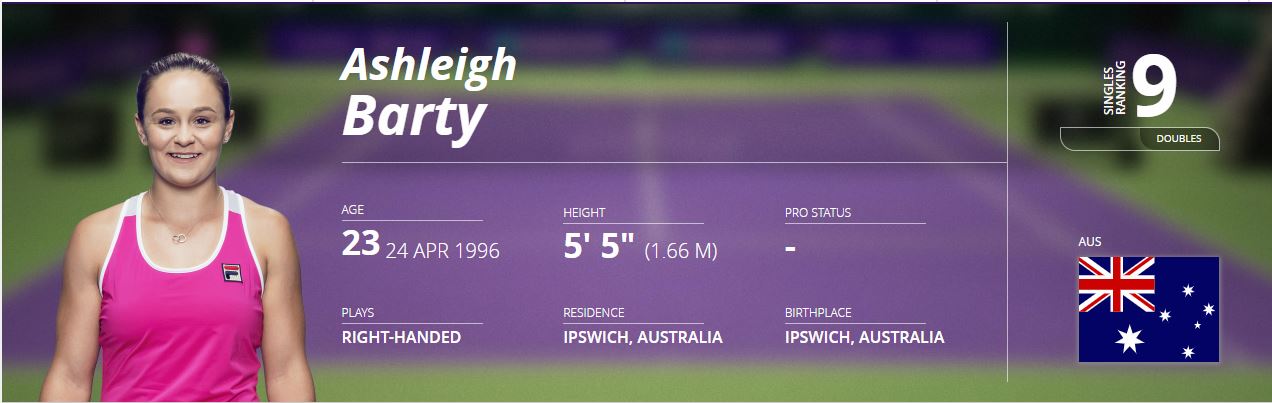 Ashleigh
Barty
SINGLES
RANKING
9
DOUBLES
AGE
23 24 APR 1996
HEIGHT
5' 5" (1.66 M)
PRO STATUS
-
PLAYS
RIGHT-HANDED
RESIDENCE
IPSWICH, AUSTRALIA
BIRTHPLACE
IPSWICH, AUSTRALIA
AUS
FILA